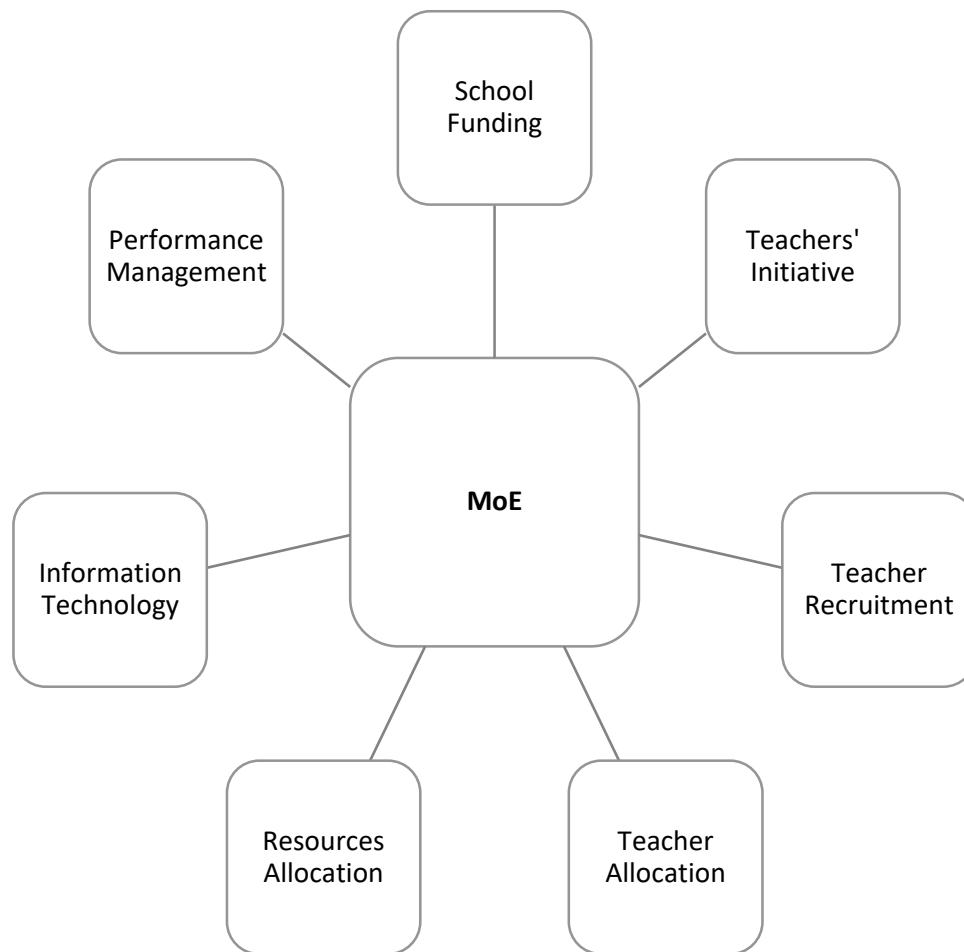 School
Funding
Teachers'
Initiative
Teacher
Recruitment
Teacher
Allocation
Resources
Allocation
Information
Technology
Performance
Management
MoE